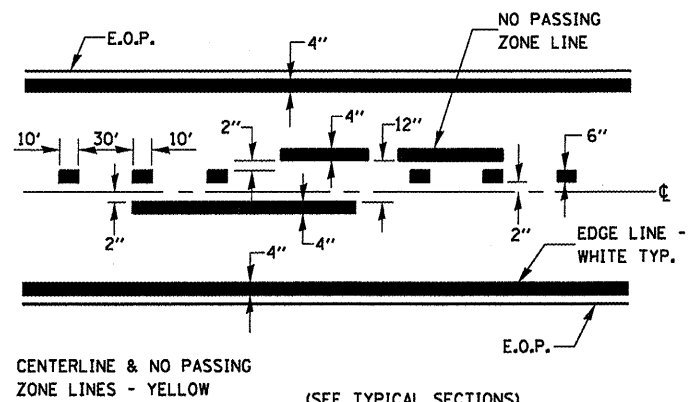 NO PASSING
ZONE LINE
E.O.P.
4"
10'
30'
10'
2"
4"
12"
6"
℄
2"
4"
2"
EDGE LINE -
WHITE TYP.
4"
E.O.P.
CENTERLINE & NO PASSING
ZONE LINES - YELLOW
(SEE TYPICAL SECTIONS)